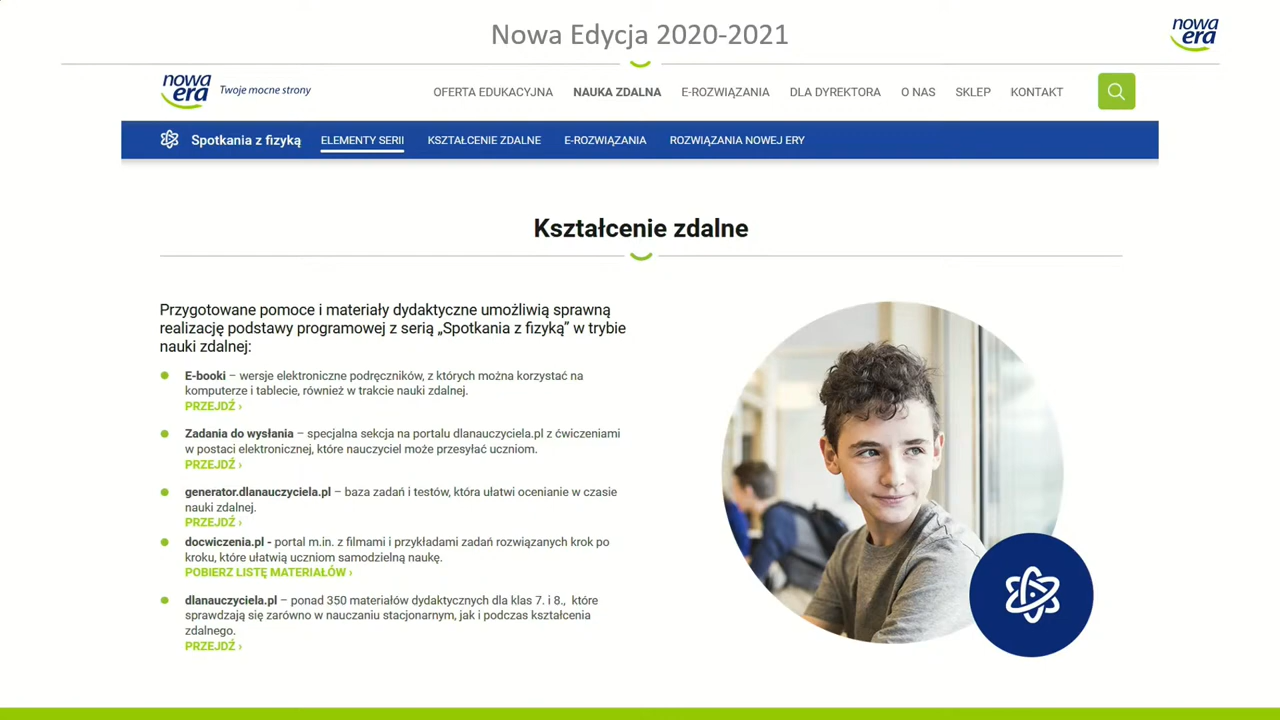 Nowa Edycja 2020-2021
nowa era
nowa era Twoje mocne strony
OFERTA EDUKACYJNA NAUKA ZDALNA E-ROZWIĄZANIA DLA DYREKTORA O NAS SKLEP KONTAKT
Spotkania z fizyką ELEMENTY SERII KSZTAŁCENIE ZDALNE E-ROZWIĄZANIA ROZWIĄZANIA NOWEJ ERY
Kształcenie zdalne
Przygotowane pomoce i materiały dydaktyczne umożliwią sprawną
realizację podstawy programowej z serią „Spotkania z fizyką” w trybie
nauki zdalnej:
E-booki – wersje elektroniczne podręczników, z których można korzystać na
komputerze i tablecie, również w trakcie nauki zdalnej.
PRZEJDŹ ›
Zadania do wysłania – specjalna sekcja na portalu dlanauczyciela.pl z ćwiczeniami
w postaci elektronicznej, które nauczyciel może przesyłać uczniom.
PRZEJDŹ ›
generator.dlanauczyciela.pl – baza zadań i testów, która ułatwi ocenianie w czasie
nauki zdalnej.
PRZEJDŹ ›
docwiczenia.pl - portal m.in. z filmami i przykładami zadań rozwiązanych krok po
kroku, które ułatwią uczniom samodzielną naukę.
POBIERZ LISTĘ MATERIAŁÓW ›
dlanauczyciela.pl – ponad 350 materiałów dydaktycznych dla klas 7. i 8., które
sprawdzają się zarówno w nauczaniu stacjonarnym, jak i podczas kształcenia
zdalnego.
PRZEJDŹ ›